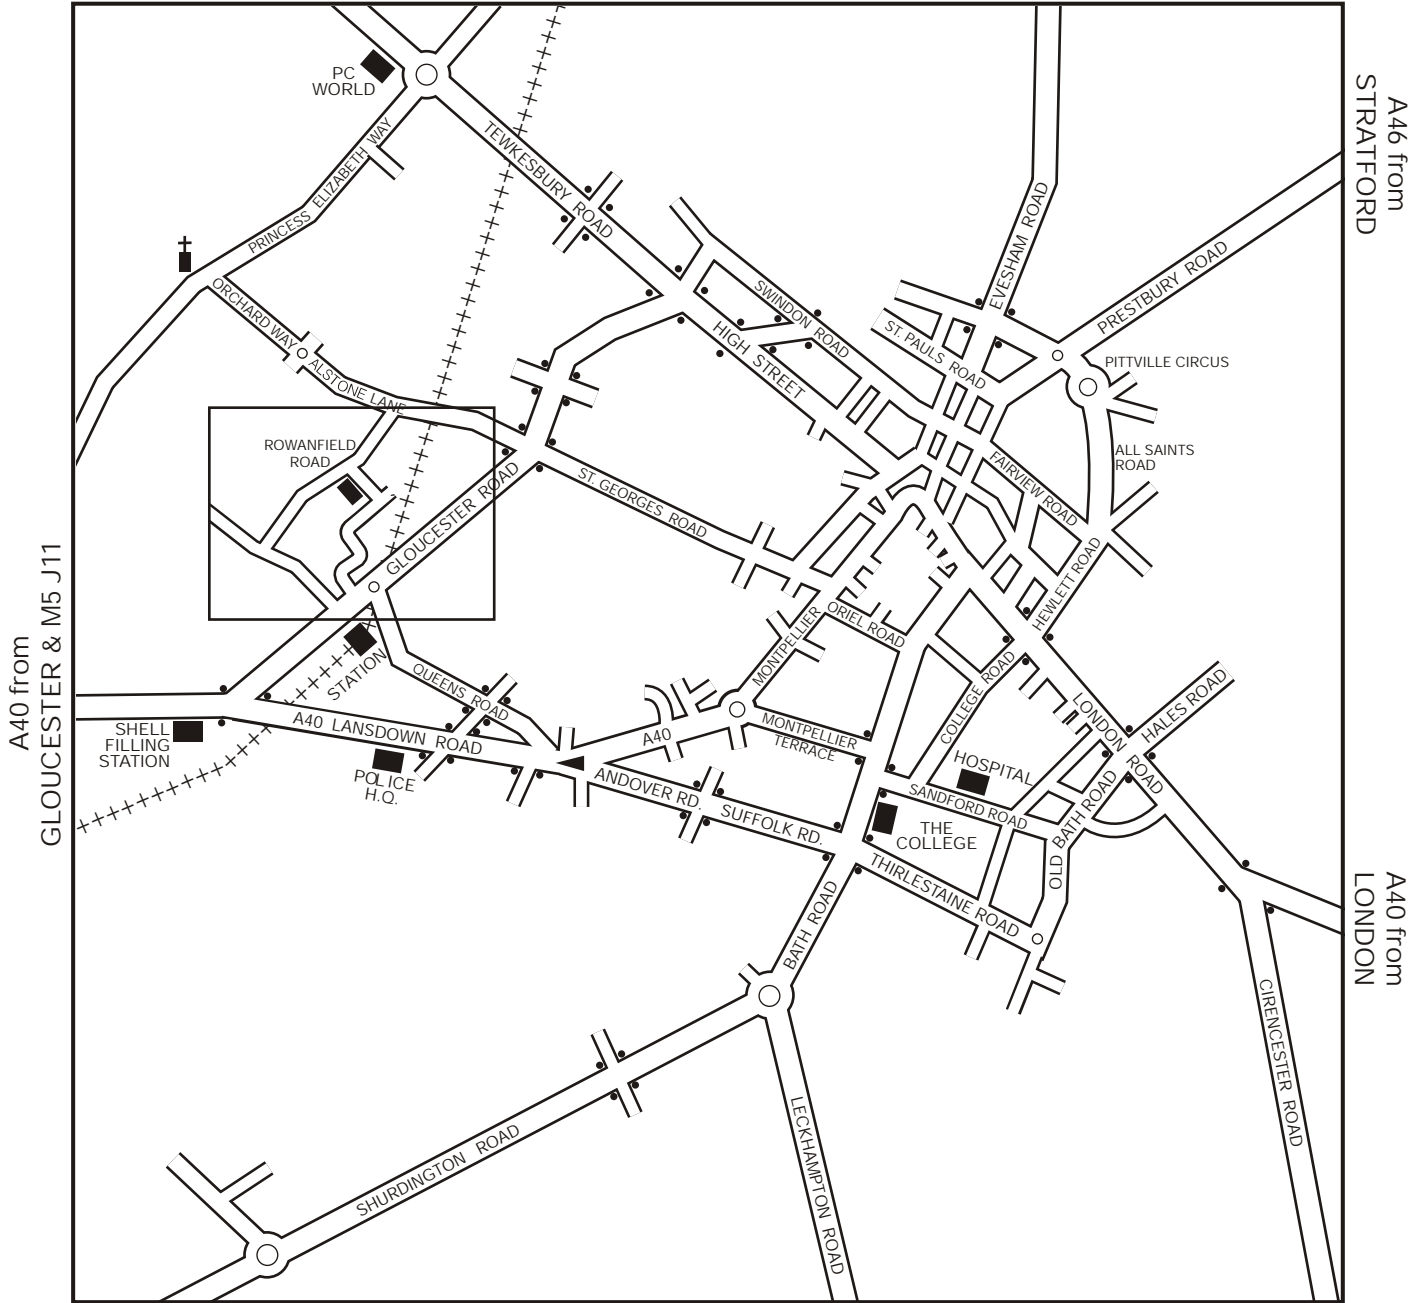 PC
WORLD
TEWKESBURY ROAD
PRINCESS ELIZABETH WAY
ORCHARD WAY
ALSTONE LANE
ROWANFIELD
ROAD
GLOUCESTER ROAD
ST. GEORGES ROAD
SWINDON ROAD
HIGH STREET
ST. PAULS ROAD
EVESHAM ROAD
PRESTBURY ROAD
PITTVILLE CIRCUS
ALL SAINTS
ROAD
FAIRVIEW ROAD
HEWLETT ROAD
A46 from
STRATFORD
A40 from
GLOUCESTER & M5 J11
STATION
QUEENS ROAD
A40 LANSDOWN ROAD
SHELL
FILLING
STATION
POLICE
H.Q.
A40
MONTPELLIER
ORIEL ROAD
MONTPELLIER
TERRACE
COLLEGE ROAD
LONDON ROAD
HALES ROAD
HOSPITAL
SANDFORD ROAD
THE
COLLEGE
OLD BATH ROAD
ANDOVER RD.
SUFFOLK RD.
THIRLESTAINE ROAD
BATH ROAD
A40 from
LONDON
CIRENCESTER ROAD
LECKHAMPTON ROAD
SHURDINGTON ROAD